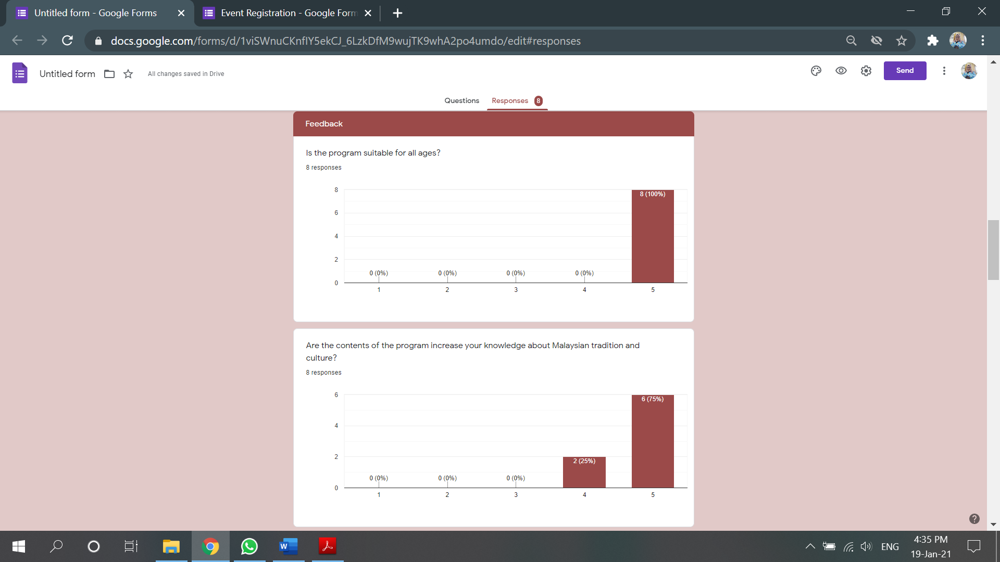 Untitled form - Google Forms
Event Registration - Google Form
docs.google.com/forms/d/1viSWnuCKnflY5ekCJ_6LzkDfM9wujTK9whA2po4umdo/edit#responses
Untitled form
All changes saved in Drive
Send
Questions
Responses 8
Feedback
Is the program suitable for all ages?
8 responses
8
6
4
2
0
0 (0%) 0 (0%) 0 (0%) 0 (0%) 8 (100%)
1 2 3 4 5
Are the contents of the program increase your knowledge about Malaysian tradition and
culture?
8 responses
6
4
2
0
0 (0%) 0 (0%) 0 (0%) 2 (25%) 6 (75%)
1 2 3 4 5
?
W
ENG
4:35 PM
19-Jan-21